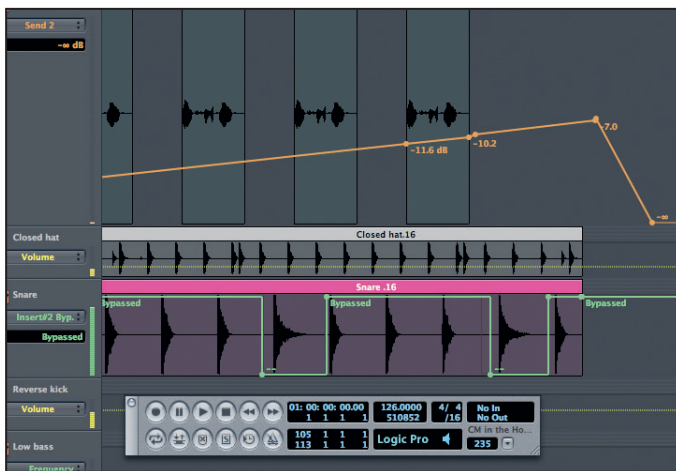 Send 2
-∞ dB
-11.6 dB
-10.2
-7.0
-∞
Closed hat
Closed hat.16
Volume
Snare
Snare .16
Insert#2 Byp.
Bypassed
Bypassed
Bypassed
Bypassed
--
--
Reverse kick
Volume
Low bass
Frequency
01: 00: 00: 00.00
1 1 1 1
126.0000
510852
4/ 4
/16
No In
No Out
105 1 1 1
113 1 1 1
Logic Pro
CM in the Ho...
235